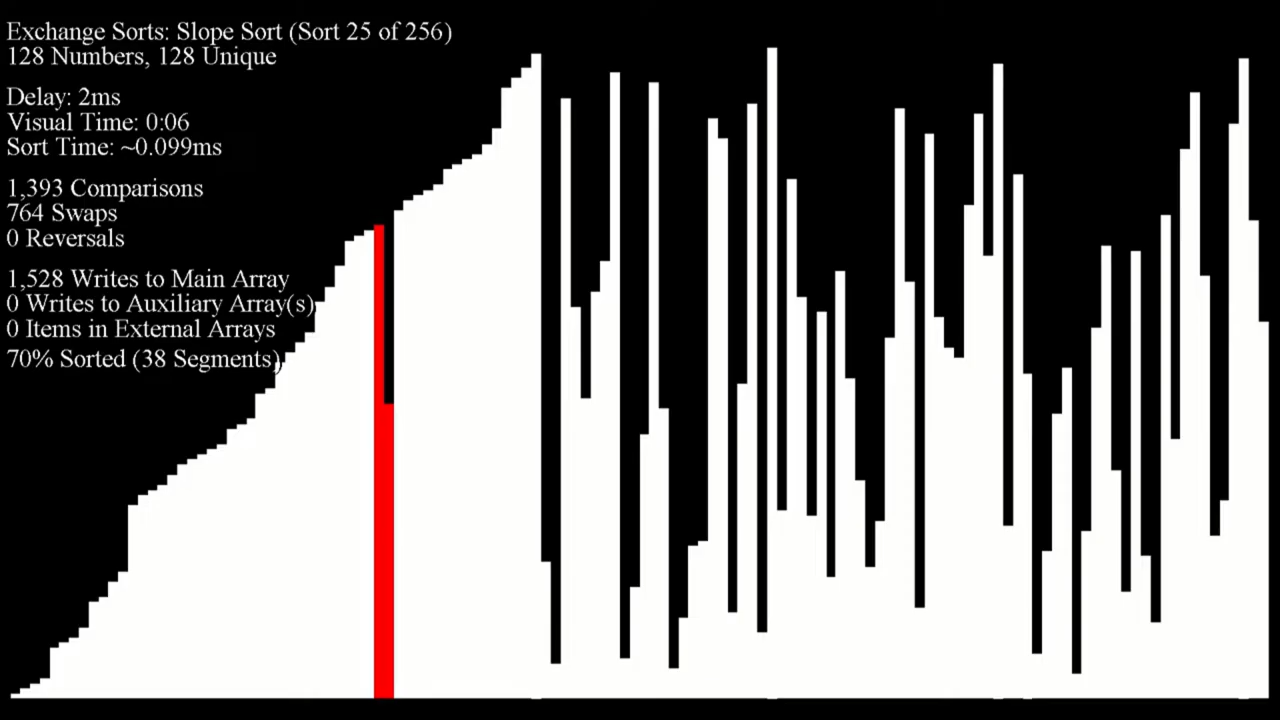 Exchange Sorts: Slope Sort (Sort 25 of 256)
128 Numbers, 128 Unique
Delay: 2ms
Visual Time: 0:06
Sort Time: ~0.099ms
1,393 Comparisons
764 Swaps
0 Reversals
1,528 Writes to Main Array
0 Writes to Auxiliary Array(s)
0 Items in External Arrays
70% Sorted (38 Segments)